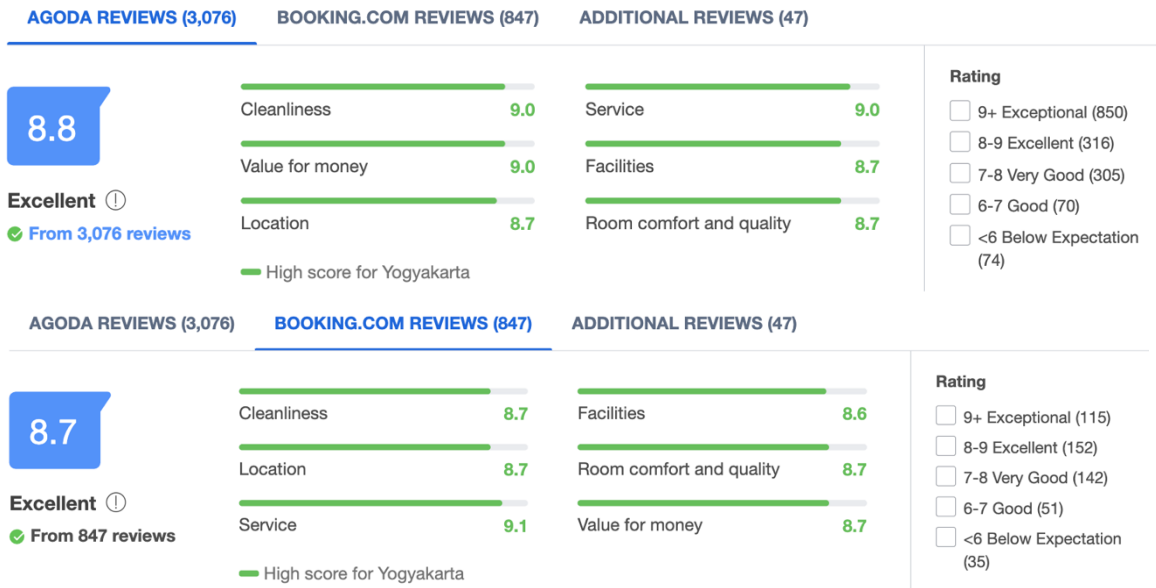 AGODA REVIEWS (3,076) BOOKING.COM REVIEWS (847) ADDITIONAL REVIEWS (47)
8.8
Excellent
From 3,076 reviews
Cleanliness 9.0
Value for money 9.0
Location 8.7
High score for Yogyakarta
Service 9.0
Facilities 8.7
Room comfort and quality 8.7
Rating
9+ Exceptional (850)
8-9 Excellent (316)
7-8 Very Good (305)
6-7 Good (70)
<6 Below Expectation
(74)
AGODA REVIEWS (3,076) BOOKING.COM REVIEWS (847) ADDITIONAL REVIEWS (47)
8.7
Excellent
From 847 reviews
Cleanliness 8.7
Location 8.7
Service 9.1
High score for Yogyakarta
Facilities 8.6
Room comfort and quality 8.7
Value for money 8.7
Rating
9+ Exceptional (115)
8-9 Excellent (152)
7-8 Very Good (142)
6-7 Good (51)
<6 Below Expectation
(35)